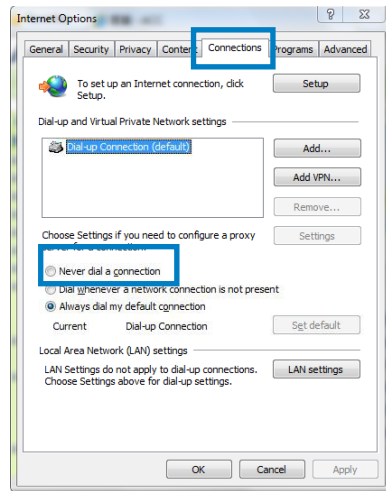 Internet Options
General Security Privacy Content Connections Programs Advanced
To set up an Internet connection, click
Setup.
Setup
Dial-up and Virtual Private Network settings
Dial-up Connection (default)
Add...
Add VPN...
Remove...
Choose Settings if you need to configure a proxy
server for a connection.
Settings
Never dial a connection
Dial whenever a network connection is not present
Always dial my default connection
Current Dial-up Connection
Set default
Local Area Network (LAN) settings
LAN Settings do not apply to dial-up connections.
Choose Settings above for dial-up settings.
LAN settings
OK Cancel Apply